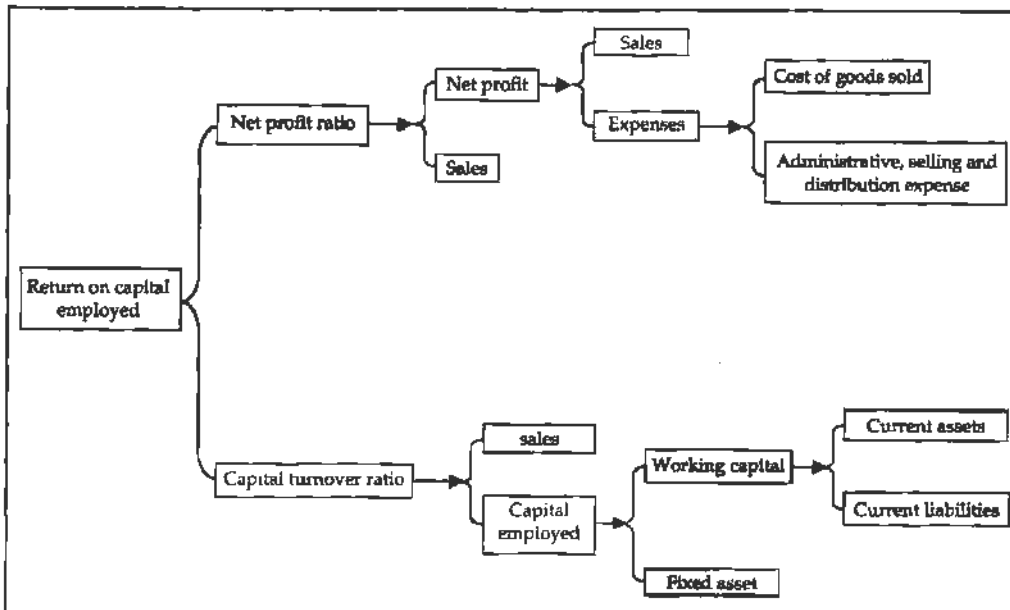 Sales
Cost of goods sold
Net profit
Net profit ratio
Expenses
Sales
Administrative, selling and
distribution expense
Return on capital
employed
sales
Current assets
Working capital
Capital turnover ratio
Capital
employed
Current liabilities
Fixed asset